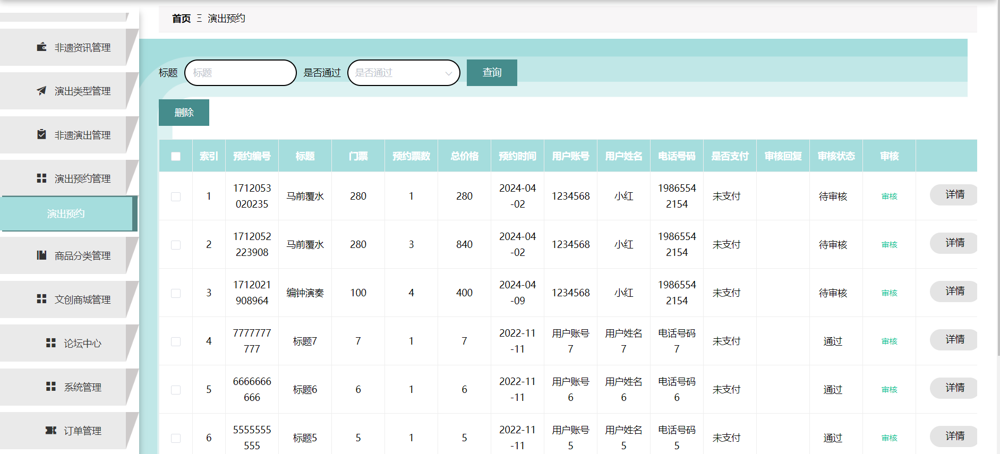 首页 Ξ 演出预约
非遗资讯管理
演出类型管理
非遗演出管理
演出预约管理
演出预约
商品分类管理
文创商城管理
论坛中心
系统管理
订单管理
标题 标题 是否通过 是否通过 查询
删除
索引 预约编号 标题 门票 预约票数 总价格 预约时间 用户账号 用户姓名 电话号码 是否支付 审核回复 审核状态 审核
1 1712053020235 马前覆水 280 1 280 2024-04-02 1234568 小红 19865542154 未支付 待审核 审核 详情
2 1712052223908 马前覆水 280 3 840 2024-04-02 1234568 小红 19865542154 未支付 待审核 审核 详情
3 1712021908964 编钟演奏 100 4 400 2024-04-09 1234568 小红 19865542154 未支付 待审核 审核 详情
4 7777777777 标题7 7 1 7 2022-11-11 用户账号7 用户姓名7 电话号码7 未支付 通过 审核 详情
5 6666666666 标题6 6 1 6 2022-11-11 用户账号6 用户姓名6 电话号码6 未支付 通过 审核 详情
6 5555555555 标题5 5 1 5 2022-11-11 用户账号5 用户姓名5 电话号码5 未支付 通过 审核 详情